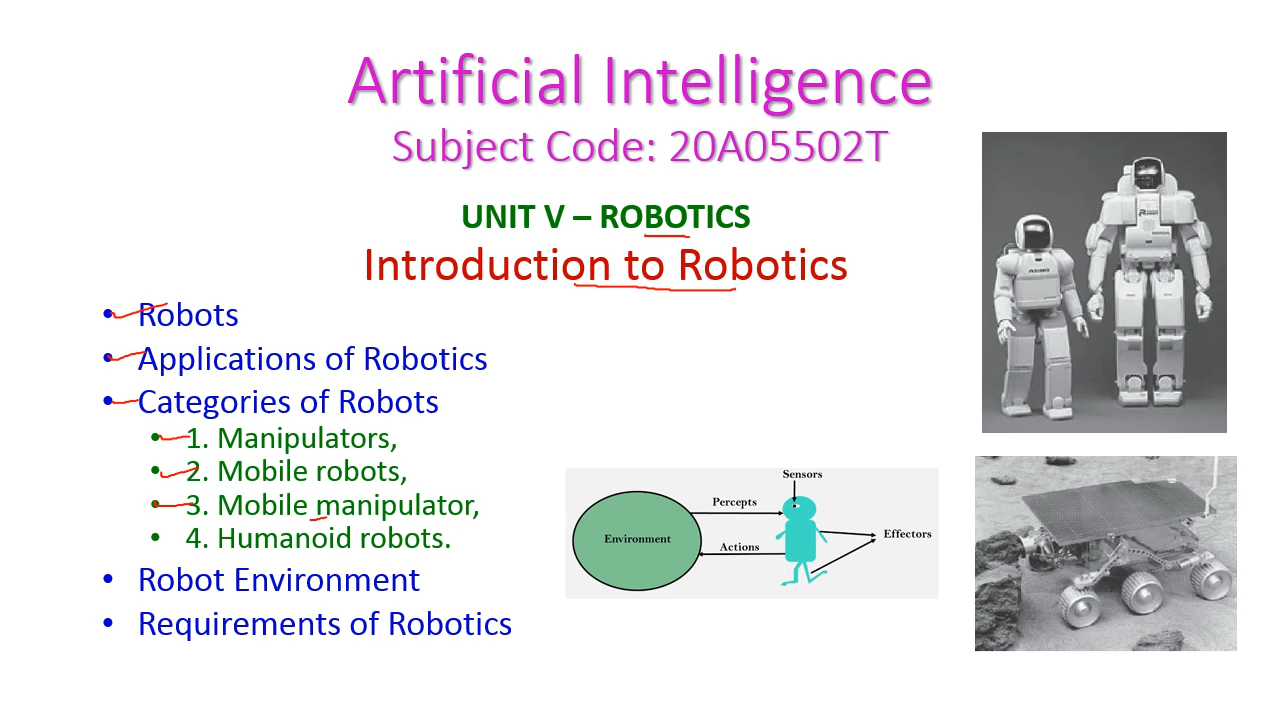 Artificial Intelligence
Subject Code: 20A05502T
UNIT V – ROBOTICS
Introduction to Robotics
• Robots
• Applications of Robotics
• Categories of Robots
• 1. Manipulators,
• 2. Mobile robots,
• 3. Mobile manipulator,
• 4. Humanoid robots.
• Robot Environment
• Requirements of Robotics
Sensors
Percepts
Environment
Actions
Effectors
ASIMO